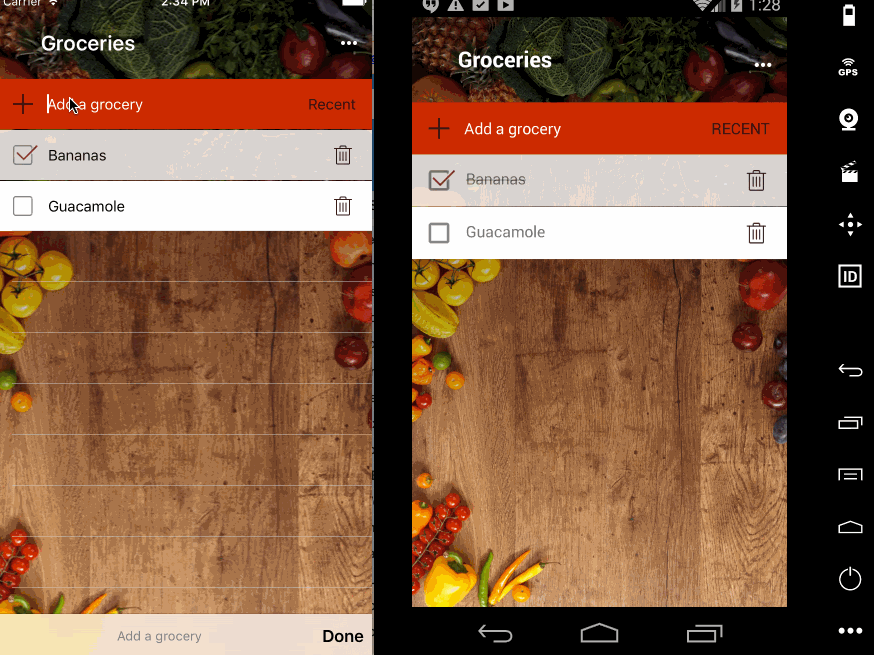 Carrier
2:34 PM
Groceries
Add a grocery
Recent
Bananas
Guacamole
Add a grocery
Done
1:28
Groceries
Add a grocery
RECENT
Bananas
Guacamole
GPS
ID